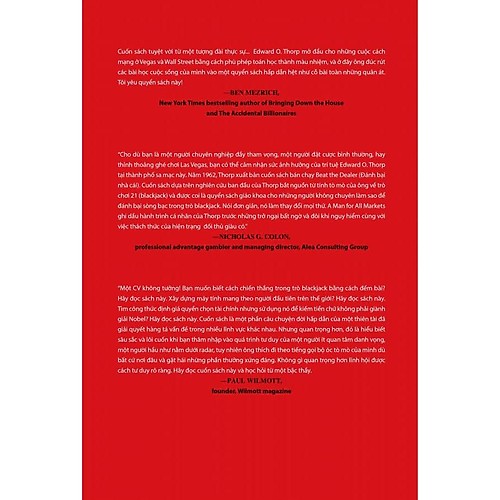 Cuốn sách tuyệt vời từ một tượng đài thực sự... Edward O. Thorp mở đầu cho những cuộc cách
mạng ở Vegas và Wall Street bằng cách phù phép toán học thành màu nhiệm, và ở đây ông đúc rút
các bài học cuộc sống của mình vào một quyển sách hấp dẫn hệt như cỗ bài toàn những quân át.
Tôi yêu quyển sách này!
—BEN MEZRICH,
New York Times bestselling author of Bringing Down the House
and The Accidental Billionaires
"Cho dù bạn là một người chuyên nghiệp đầy tham vọng, một người đặt cược bình thường, hay
thỉnh thoảng ghé chơi Las Vegas, bạn có thể cảm nhận sức ảnh hưởng của trí tuệ Edward O. Thorp
tại thành phố sa mạc này. Năm 1962, Thorp xuất bản cuốn sách bán chạy Beat the Dealer (Đánh bại
nhà cái). Cuốn sách dựa trên nghiên cứu ban đầu của Thorp bắt nguồn từ tính tò mò của ông về trò
chơi 21 (blackjack) và được coi là quyển sách giáo khoa cho những người không chuyên làm sao để
đánh bại sòng bạc trong trò blackjack. Nói đơn giản, nó làm thay đổi mọi thứ. A Man for All Markets
ghi dấu hành trình cá nhân của Thorp trước những trở ngại bất ngờ và đôi khi nguy hiểm cùng với
việc thách thức của hiện trạng đối thủ giàu có."
—NICHOLAS G. COLON,
professional advantage gambler and managing director, Alea Consulting Group
"Một CV không tưởng! Bạn muốn biết cách chiến thắng trong trò blackjack bằng cách đếm bài?
Hãy đọc sách này. Xây dựng máy tính mang theo người đầu tiên trên thế giới? Hãy đọc sách này.
Tìm công thức định giá quyền chọn tài chính nhưng sử dụng nó để kiếm tiền chứ không phải giành
giải Nobel? Hãy đọc sách này. Cuốn sách là một phần câu chuyện đời hấp dẫn của một thiên tài đã
giải quyết hàng tá vấn đề trong nhiều lĩnh vực khác nhau. Nhưng quan trọng hơn, đó là hiểu biết
sâu sắc và lôi cuốn khi bạn thâm nhập vào quá trình tư duy của một người ít quan tâm danh vọng,
một người hầu như nằm dưới radar, tuy nhiên ông thích đi theo tiếng gọi bộ óc tò mò của mình dù
bất cứ nơi đâu và gặt hái những phần thưởng xứng đáng. Không gì quan trọng hơn lĩnh hội được
cách tư duy rõ ràng. Hãy đọc cuốn sách này và học hỏi từ một bậc thầy.
—PAUL WILMOTT,
founder, Wilmott magazine